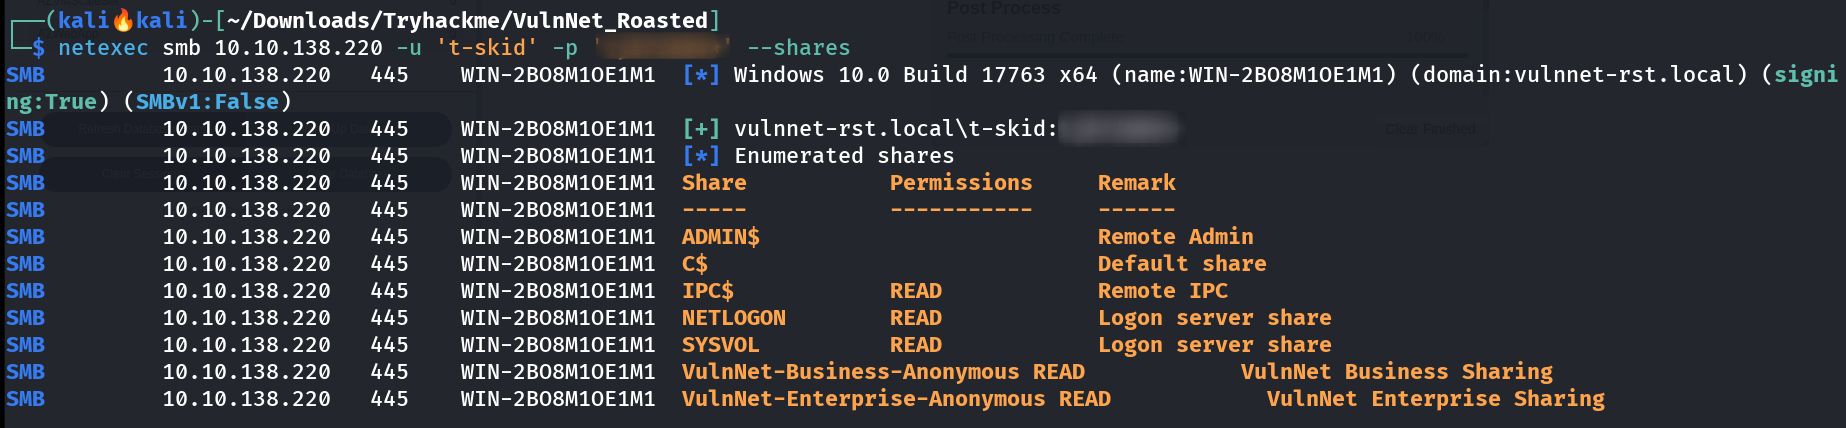 (kali🔥kali)-[~/Downloads/Tryhackme/VulnNet_Roasted]
$ netexec smb 10.10.138.220 -u 't-skid' -p ' ' --shares
SMB 10.10.138.220 445 WIN-2BO8M1OE1M1 [*] Windows 10.0 Build 17763 x64 (name:WIN-2BO8M1OE1M1) (domain:vulnnet-rst.local) (signi
ng:True) (SMBv1:False)
SMB 10.10.138.220 445 WIN-2BO8M1OE1M1 [+] vulnnet-rst.local\t-skid:
SMB 10.10.138.220 445 WIN-2BO8M1OE1M1 [*] Enumerated shares
SMB 10.10.138.220 445 WIN-2BO8M1OE1M1 Share Permissions Remark
SMB 10.10.138.220 445 WIN-2BO8M1OE1M1 ----- ----------- ------
SMB 10.10.138.220 445 WIN-2BO8M1OE1M1 ADMIN$ Remote Admin
SMB 10.10.138.220 445 WIN-2BO8M1OE1M1 C$ Default share
SMB 10.10.138.220 445 WIN-2BO8M1OE1M1 IPC$ READ Remote IPC
SMB 10.10.138.220 445 WIN-2BO8M1OE1M1 NETLOGON READ Logon server share
SMB 10.10.138.220 445 WIN-2BO8M1OE1M1 SYSVOL READ Logon server share
SMB 10.10.138.220 445 WIN-2BO8M1OE1M1 VulnNet-Business-Anonymous READ VulnNet Business Sharing
SMB 10.10.138.220 445 WIN-2BO8M1OE1M1 VulnNet-Enterprise-Anonymous READ VulnNet Enterprise Sharing